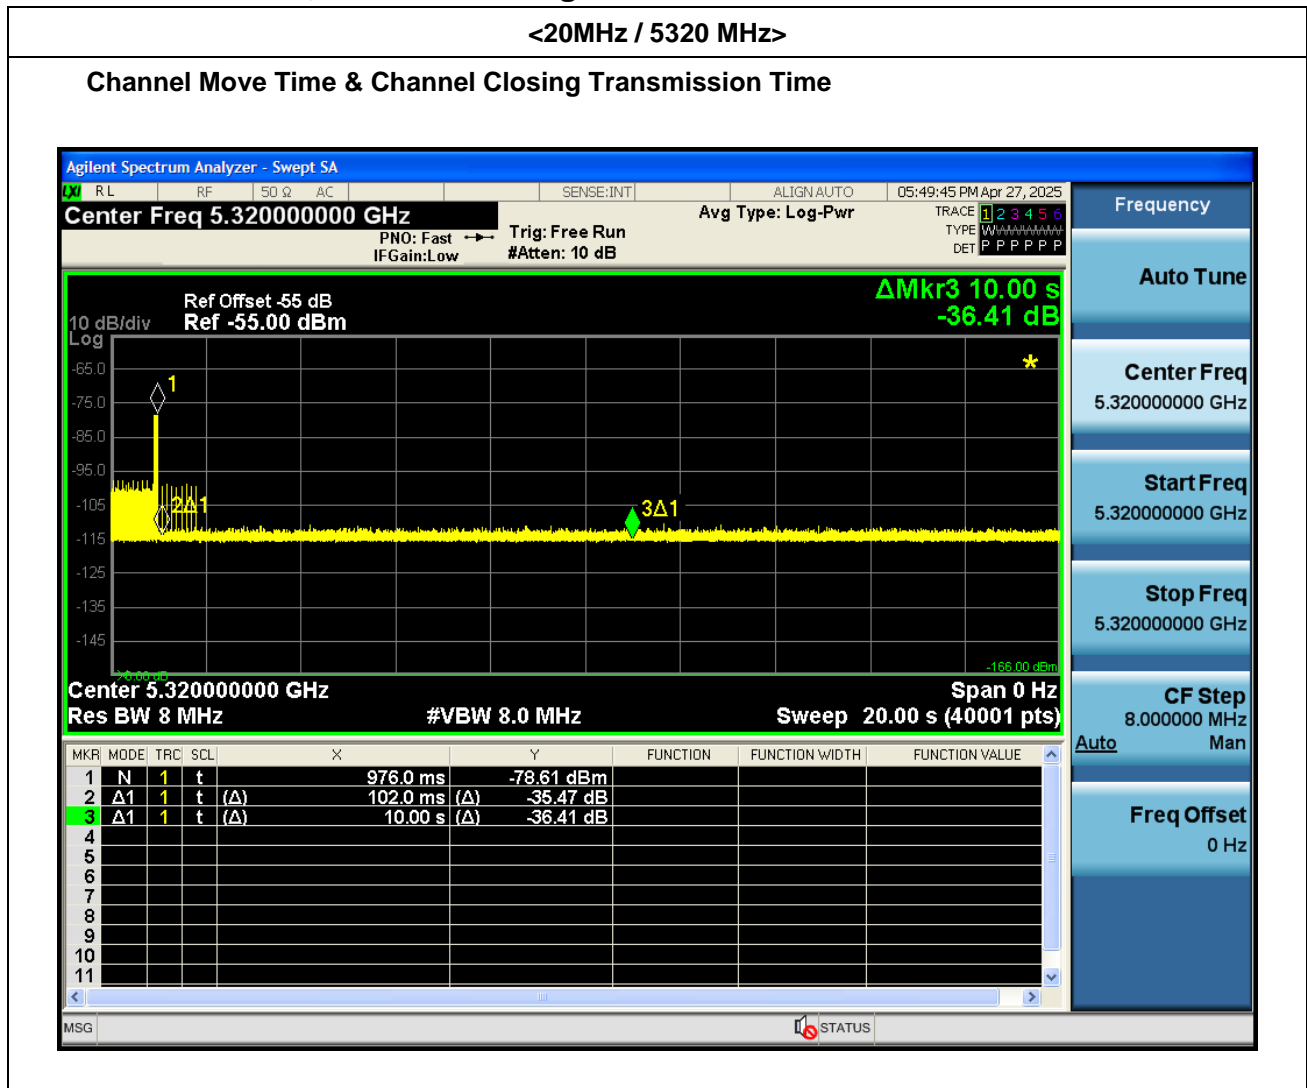 <20MHz / 5320 MHz>
Channel Move Time & Channel Closing Transmission Time
Agilent Spectrum Analyzer - Swept SA
LXI RL RF 50 Ω AC SENSE:INT ALIGN AUTO 05:49:45 PM Apr 27, 2025
Center Freq 5.320000000 GHz
PNO: Fast
IFGain:Low
Trig: Free Run
#Atten: 10 dB
Avg Type: Log-Pwr
TRACE 1 2 3 4 5 6
TYPE WWWWWW
DET P P P P P P
ΔMkr3 10.00 s
-36.41 dB
Ref Offset -55 dB
10 dB/div Ref -55.00 dBm
Log
-65.0
-75.0
-85.0
-95.0
-105
-115
-125
-135
-145
1
2Δ1
3Δ1
*
-166.00 dBm
Center 5.320000000 GHz Span 0 Hz
Res BW 8 MHz #VBW 8.0 MHz Sweep 20.00 s (40001 pts)
MKR MODE TRC SCL X Y FUNCTION FUNCTION WIDTH FUNCTION VALUE
1 N 1 t 976.0 ms -78.61 dBm
2 Δ1 1 t (Δ) 102.0 ms (Δ) -35.47 dB
3 Δ1 1 t (Δ) 10.00 s (Δ) -36.41 dB
4
5
6
7
8
9
10
11
MSG STATUS
Frequency
Auto Tune
Center Freq
5.320000000 GHz
Start Freq
5.320000000 GHz
Stop Freq
5.320000000 GHz
CF Step
8.000000 MHz
Auto Man
Freq Offset
0 Hz